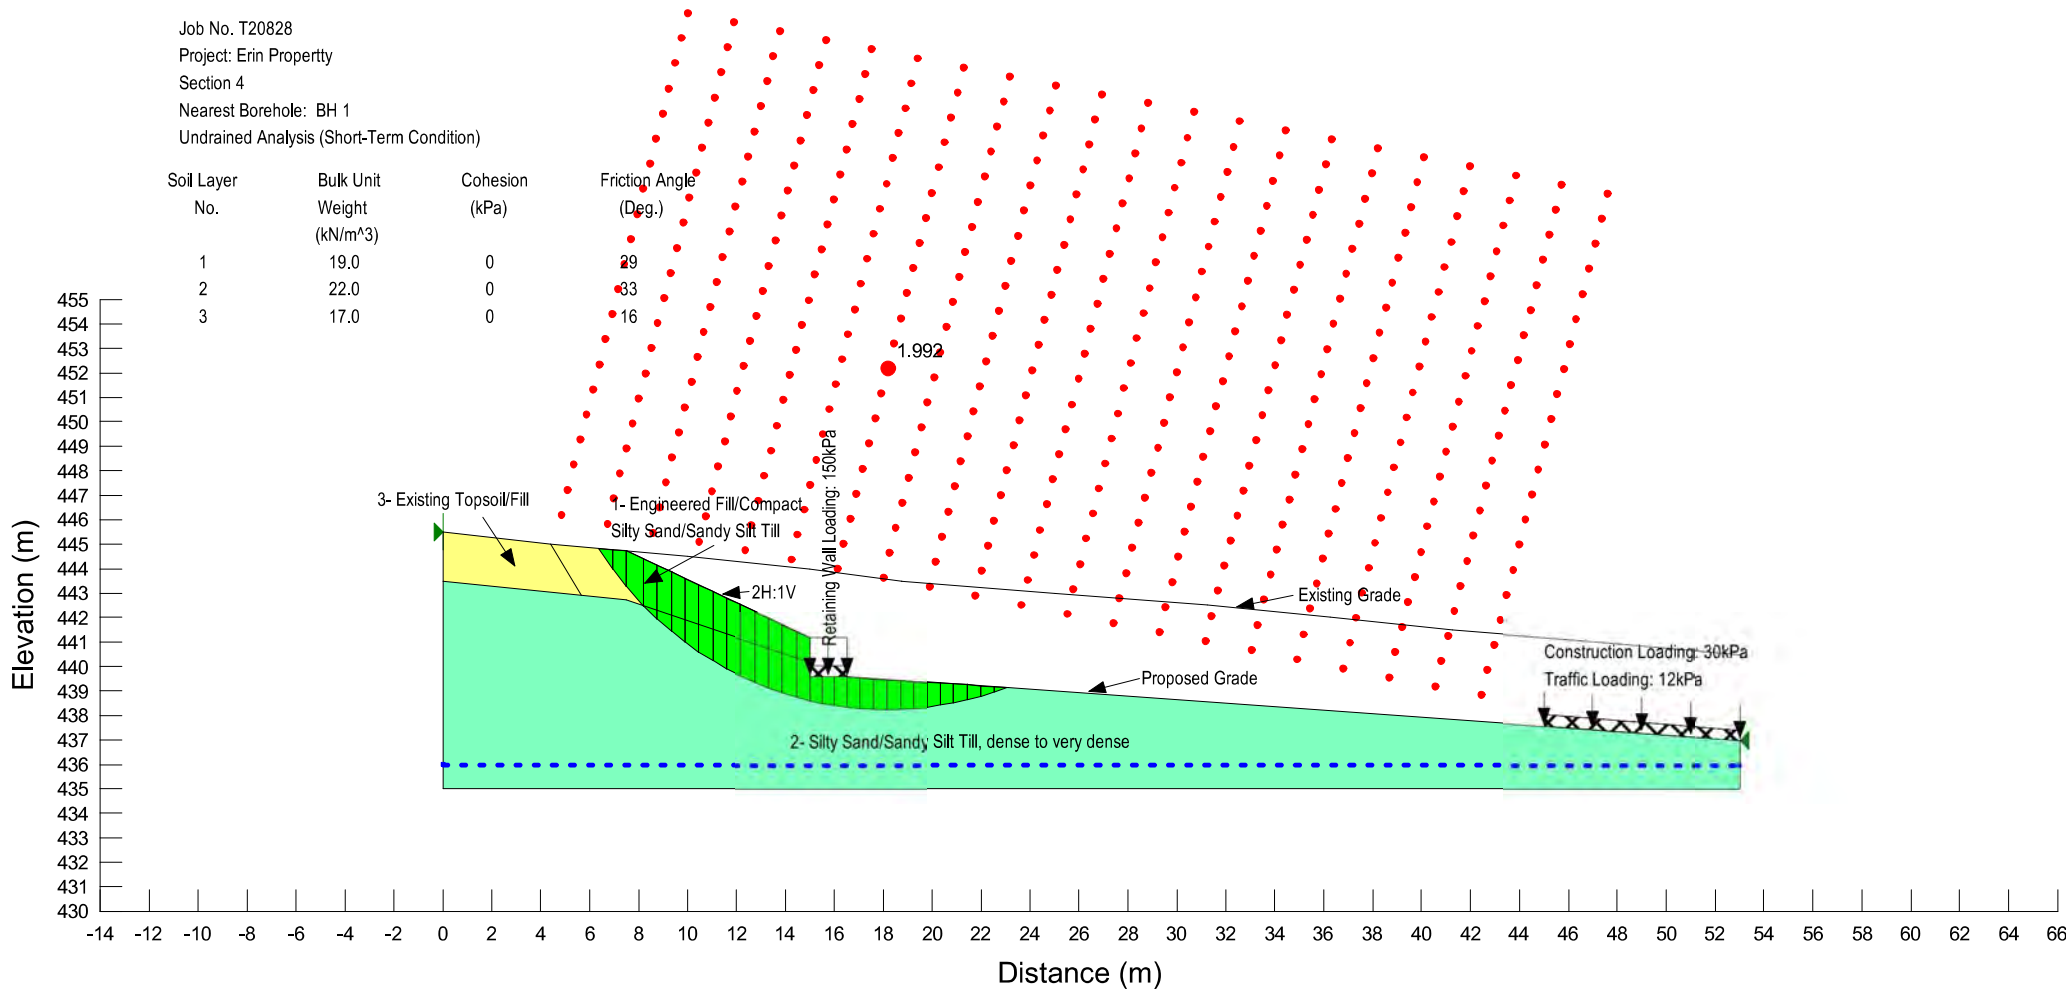 Job No. T20828
Project: Erin Propertty
Section 4
Nearest Borehole: BH 1
Undrained Analysis (Short-Term Condition)
Soil Layer Bulk Unit Cohesion Friction Angle
No. Weight (kPa) (Deg.)
(kN/m^3)
1 19.0 0 29
2 22.0 0 33
3 17.0 0 16
1.992
3- Existing Topsoil/Fill
1- Engineered Fill/Compact
Silty Sand/Sandy Silt Till
Retaining Wall Loading: 150kPa
2H:1V
Existing Grade
Proposed Grade
Construction Loading: 30kPa
Traffic Loading: 12kPa
2- Silty Sand/Sandy Silt Till, dense to very dense
Elevation (m)
455
454
453
452
451
450
449
448
447
446
445
444
443
442
441
440
439
438
437
436
435
434
433
432
431
430
-14 -12 -10 -8 -6 -4 -2 0 2 4 6 8 10 12 14 16 18 20 22 24 26 28 30 32 34 36 38 40 42 44 46 48 50 52 54 56 58 60 62 64 66
Distance (m)